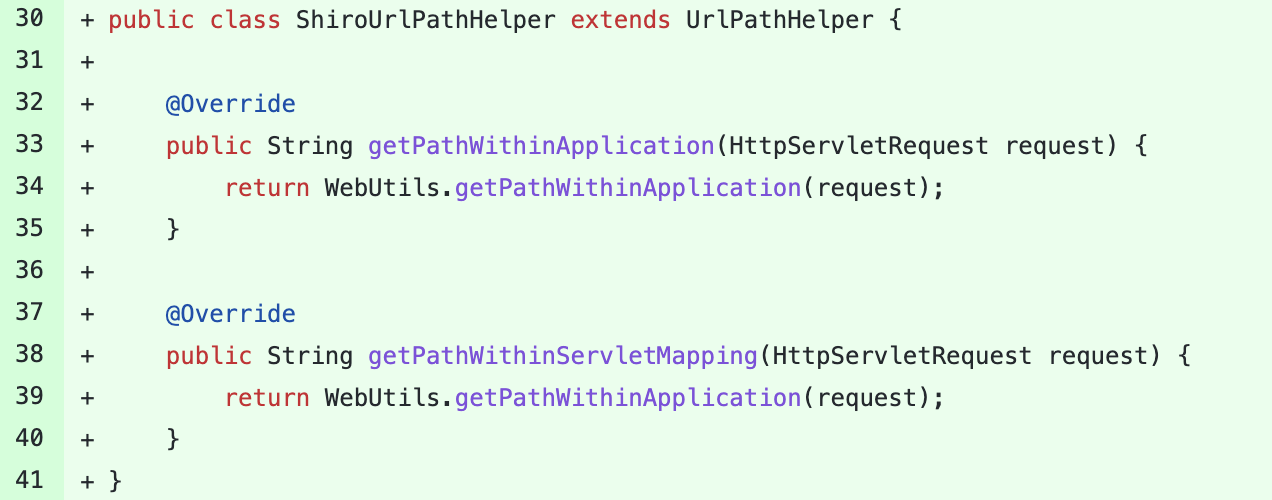 30 + public class ShiroUrlPathHelper extends UrlPathHelper {
31 +
32 +     @Override
33 +     public String getPathWithinApplication(HttpServletRequest request) {
34 +         return WebUtils.getPathWithinApplication(request);
35 +     }
36 +
37 +     @Override
38 +     public String getPathWithinServletMapping(HttpServletRequest request) {
39 +         return WebUtils.getPathWithinApplication(request);
40 +     }
41 + }